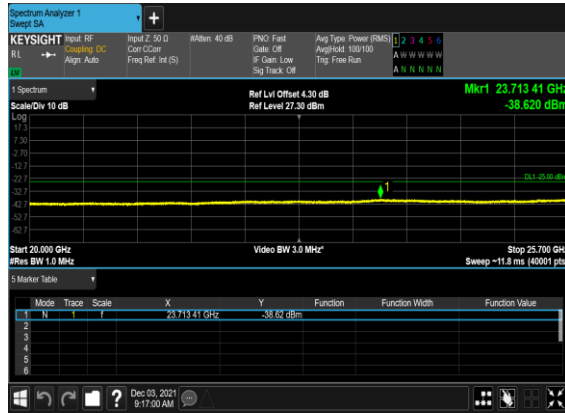 Spectrum Analyzer 1
Swept SA
+
KEYSIGHT Input: RF Input Z: 50 Ω #Atten: 40 dB PNO: Fast Avg Type: Power (RMS) 1 2 3 4 5 6
RL Coupling: DC Corr CCorr Gate: Off Avg|Hold: 100/100 A W W W W W
Align: Auto Freq Ref: Int (S) IF Gain: Low Trig: Free Run A N N N N N
Sig Track: Off
1 Spectrum
Ref Lvl Offset 4.30 dB Mkr1 23.713 41 GHz
Scale/Div 10 dB Ref Level 27.30 dBm -38.620 dBm
Log
17.3
7.30
-2.70
-12.7
-22.7 DL1 -25.00 dBm
-32.7 1
-42.7
-52.7
-62.7
Start 20.000 GHz Video BW 3.0 MHz* Stop 25.700 GHz
#Res BW 1.0 MHz Sweep ~11.8 ms (40001 pts)
5 Marker Table
Mode Trace Scale X Y Function Function Width Function Value
1 N 1 f 23.713 41 GHz -38.62 dBm
2
3
4
5
6
? Dec 03, 2021
9:17:00 AM